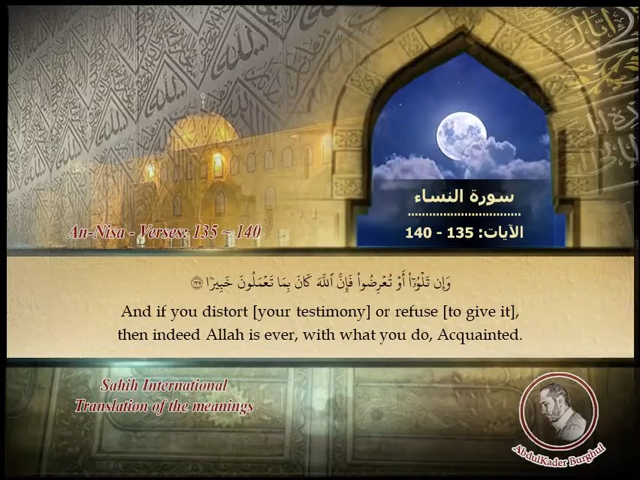 سورة النساء
الآيات: 135 - 140
An-Nisa - Verses: 135 ~ 140
وَإِن تَلْوُۥٓا۟ أَوْ تُعْرِضُوا۟ فَإِنَّ ٱللَّهَ كَانَ بِمَا تَعْمَلُونَ خَبِيرًا ١٣٥
And if you distort [your testimony] or refuse [to give it],
then indeed Allah is ever, with what you do, Acquainted.
Sahih International
Translation of the meanings
AbdulKader Burghul